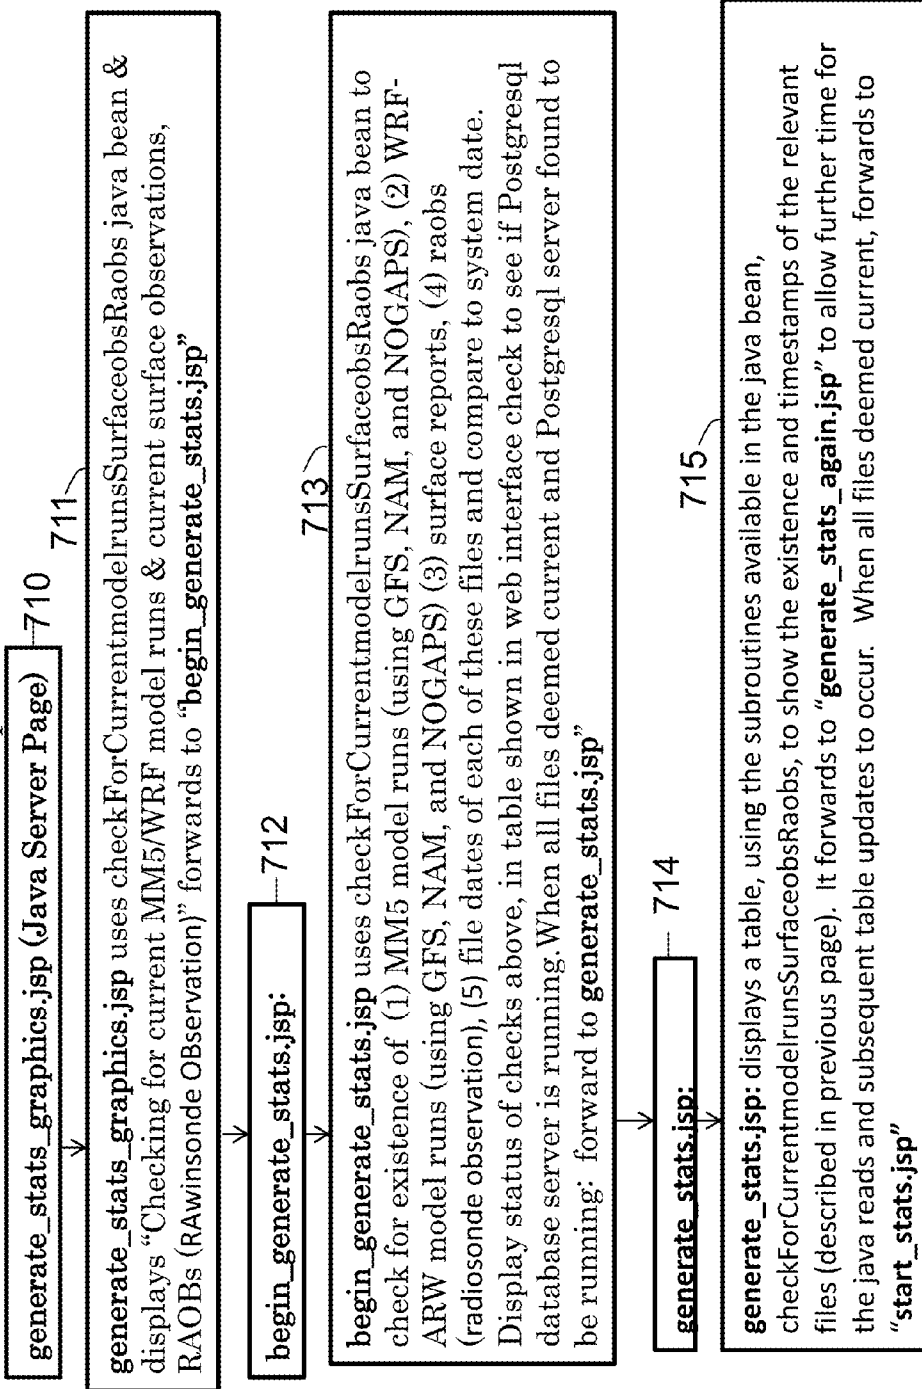 generate_stats_graphics.jsp (Java Server Page)
710
711
generate_stats_graphics.jsp uses checkForCurrentmodelrunsSurfaceobsRaobs java bean &
displays “Checking for current MM5/WRF model runs & current surface observations,
RAOBs (RAwinsonde OBservation)” forwards to “begin_generate_stats.jsp”
begin_generate_stats.jsp:
712
713
begin_generate_stats.jsp uses checkForCurrentmodelrunsSurfaceobsRaobs java bean to
check for existence of (1) MM5 model runs (using GFS, NAM, and NOGAPS), (2) WRF-
ARW model runs (using GFS, NAM, and NOGAPS) (3) surface reports, (4) raobs
(radiosonde observation), (5) file dates of each of these files and compare to system date.
Display status of checks above, in table shown in web interface check to see if Postgresql
database server is running.When all files deemed current and Postgresql server found to
be running: forward to generate_stats.jsp”
generate_stats.jsp:
714
715
generate_stats.jsp: displays a table, using the subroutines available in the java bean,
checkForCurrentmodelrunsSurfaceobsRaobs, to show the existence and timestamps of the relevant
files (described in previous page). It forwards to “generate_stats_again.jsp” to allow further time for
the java reads and subsequent table updates to occur. When all files deemed current, forwards to
“start_stats.jsp”